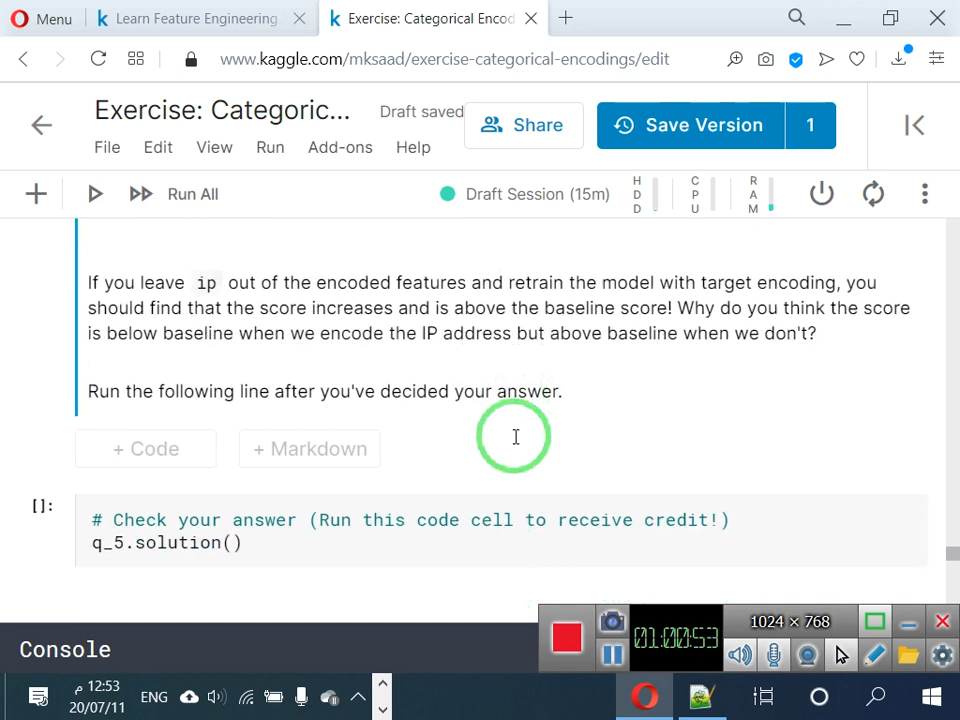 Menu
Learn Feature Engineering
Exercise: Categorical Encod
www.kaggle.com/mksaad/exercise-categorical-encodings/edit
Exercise: Categoric...
Draft saved
Share
Save Version
1
File Edit View Run Add-ons Help
Run All
Draft Session (15m)
HDD
CPU
RAM
If you leave ip out of the encoded features and retrain the model with target encoding, you
should find that the score increases and is above the baseline score! Why do you think the score
is below baseline when we encode the IP address but above baseline when we don't?
Run the following line after you've decided your answer.
+ Code
+ Markdown
[]:
# Check your answer (Run this code cell to receive credit!)
q_5.solution()
Console
01:00:53
1024 × 768
12:53 م
20/07/11
ENG